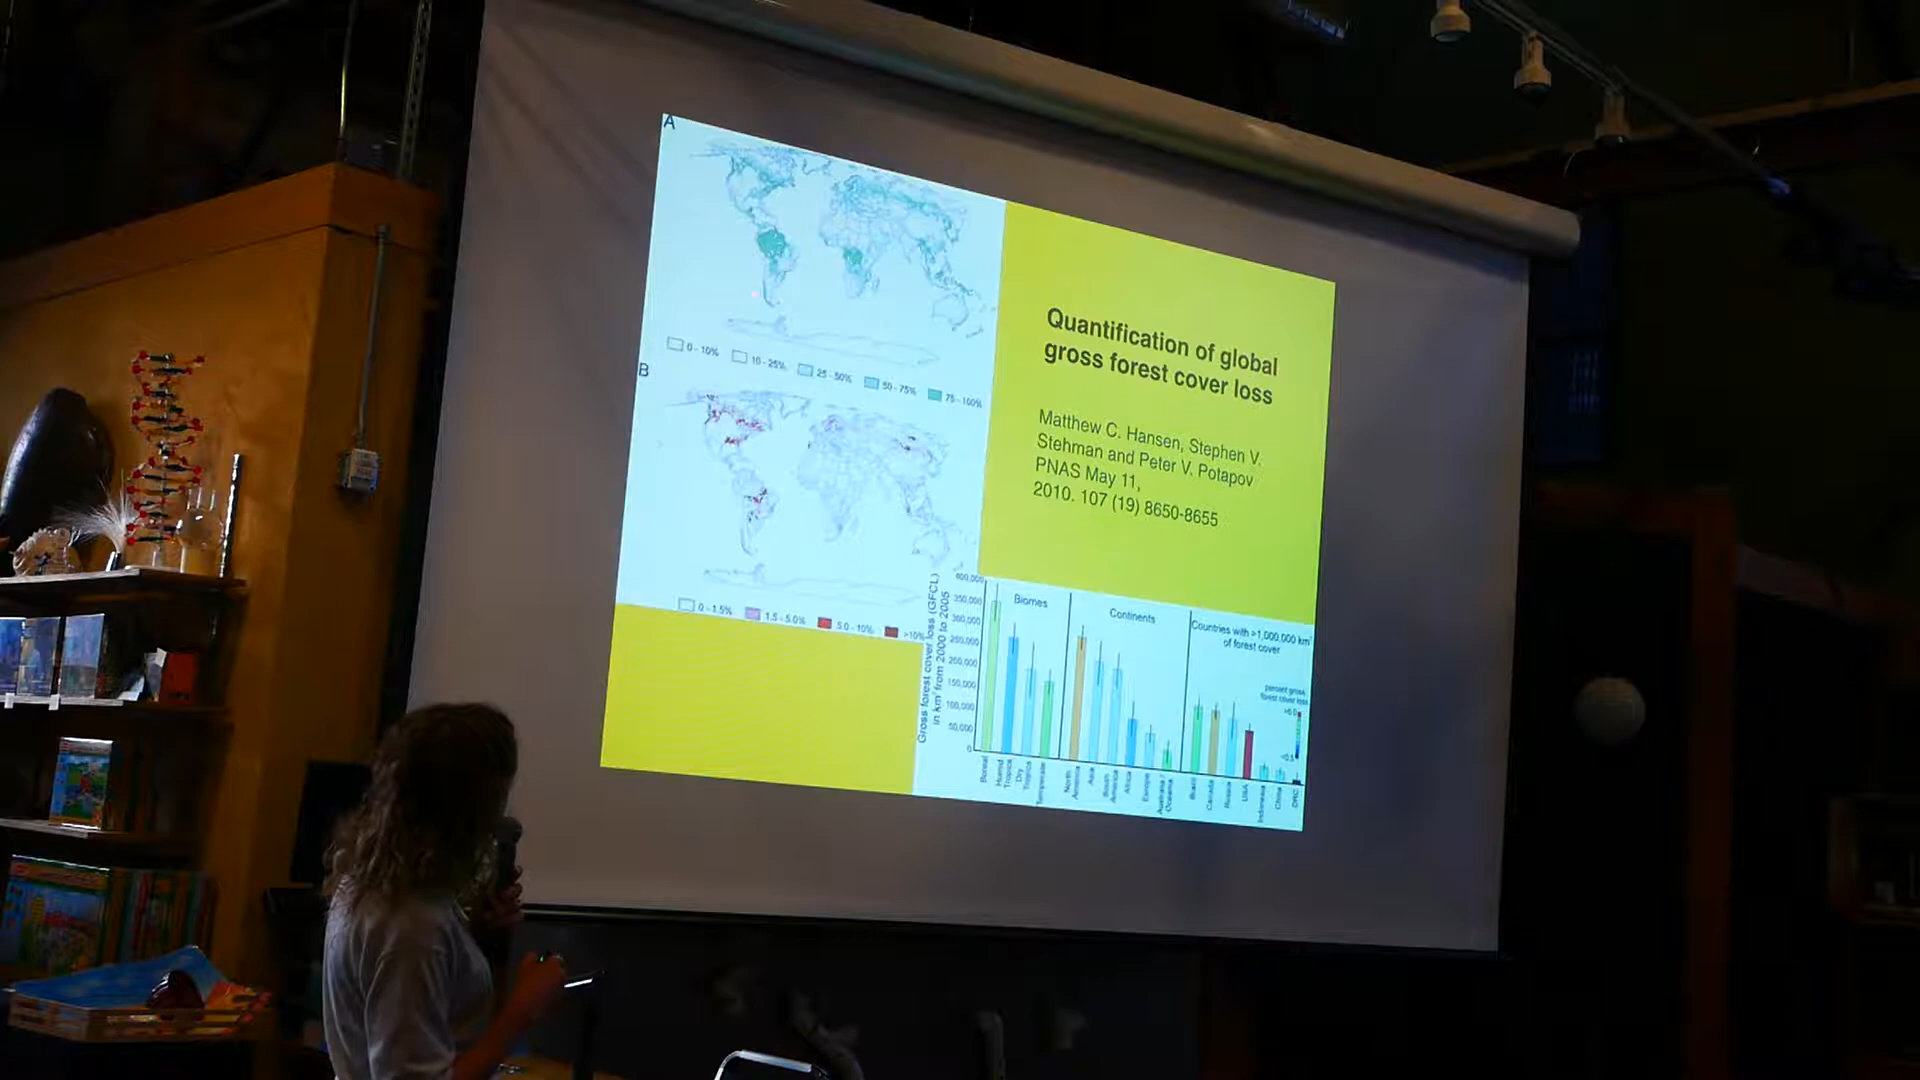 A
0 - 10%
10 - 25%
25 - 50%
50 - 75%
75 - 100%
B
0 - 1.5%
1.5 - 5.0%
5.0 - 10%
>10%
Quantification of global
gross forest cover loss
Matthew C. Hansen, Stephen V.
Stehman and Peter V. Potapov
PNAS May 11,
2010. 107 (19) 8650-8655
Gross forest cover loss (GFCL)
in km² from 2000 to 2005
400,000
350,000
300,000
250,000
200,000
150,000
100,000
50,000
0
Biomes
Continents
Countries with >1,000,000 km²
of forest cover
percent gross
forest cover loss
Boreal
Humid
Tropics
Dry
Tropics
Temperate
North
America
Asia
South
America
Africa
Europe
Australia /
Oceania
Brazil
Canada
Russia
USA
Indonesia
China
DRC